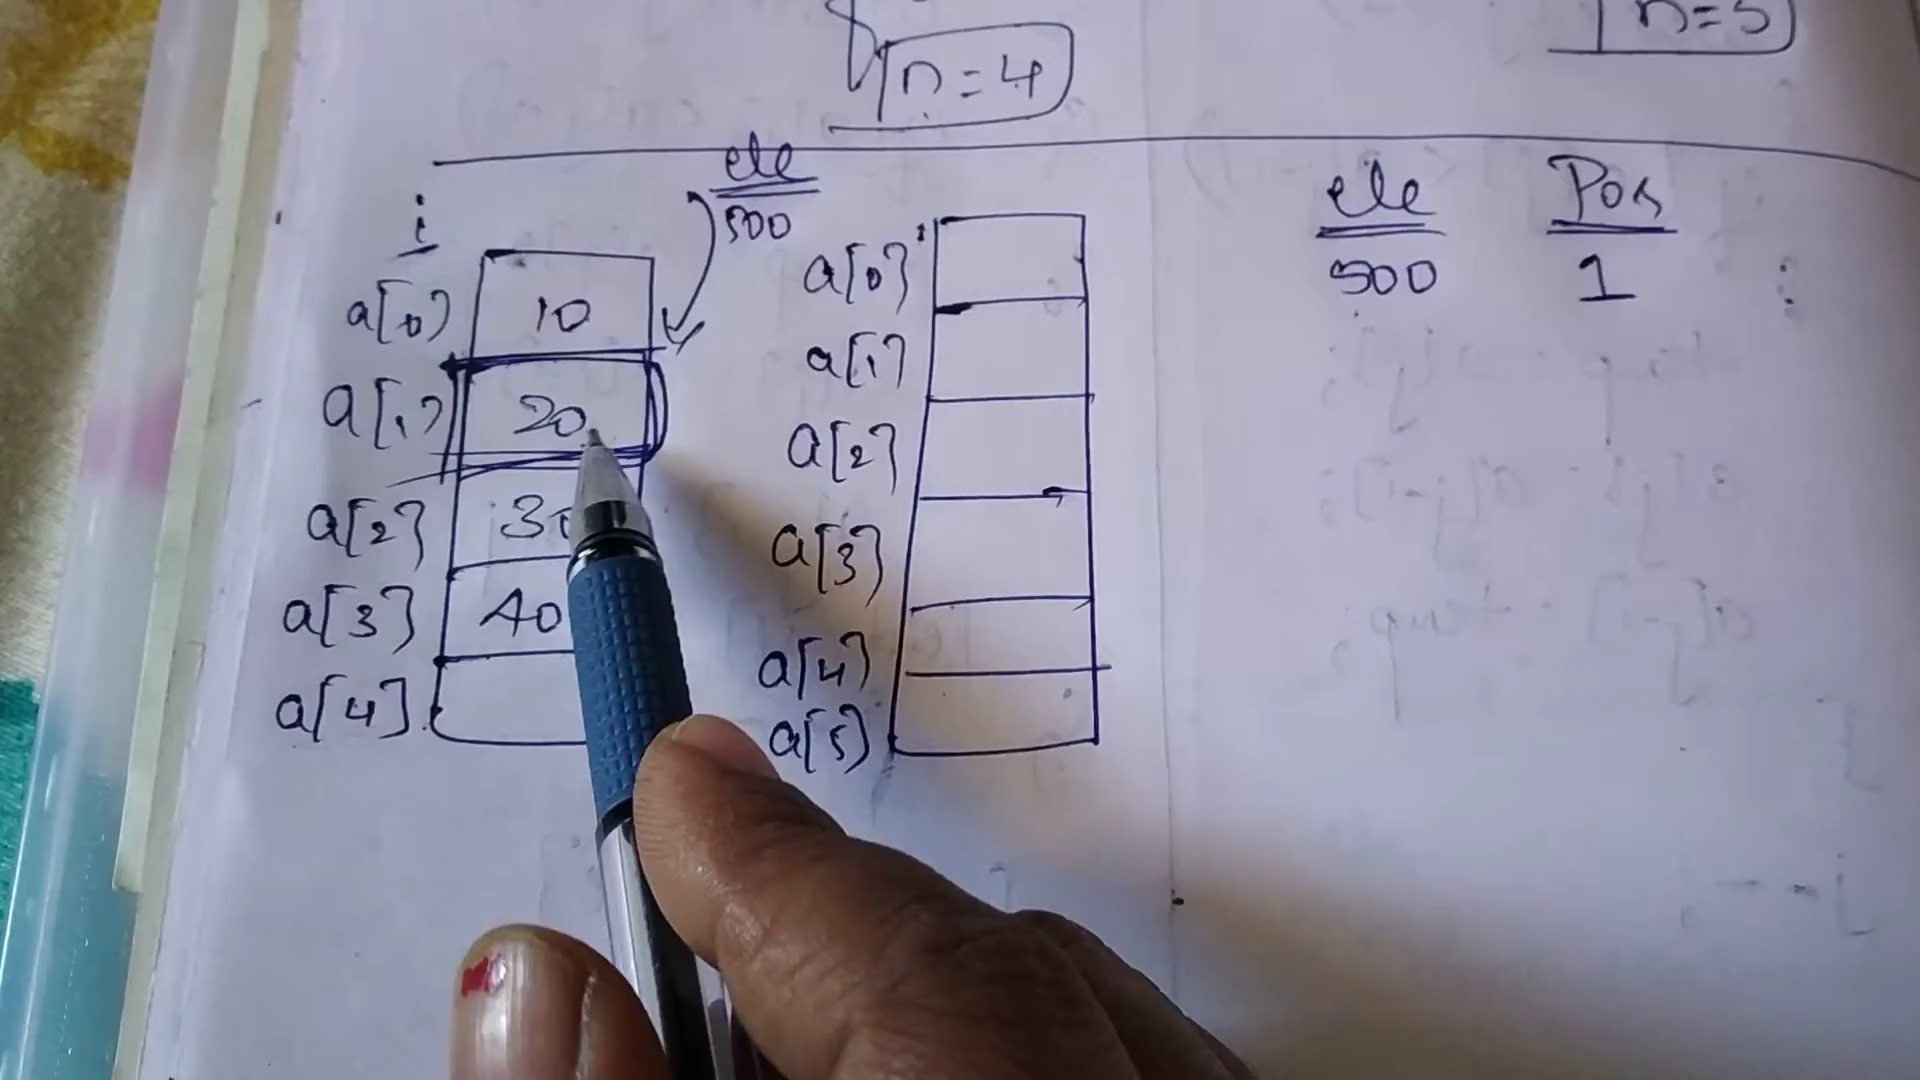 n=4
n=5
ele
500
i
a[0] 10
a[1] 20
a[2]
a[3] 40
a[4]
a[0]
a[1]
a[2]
a[3]
a[4]
a[5]
ele Pos
500 1